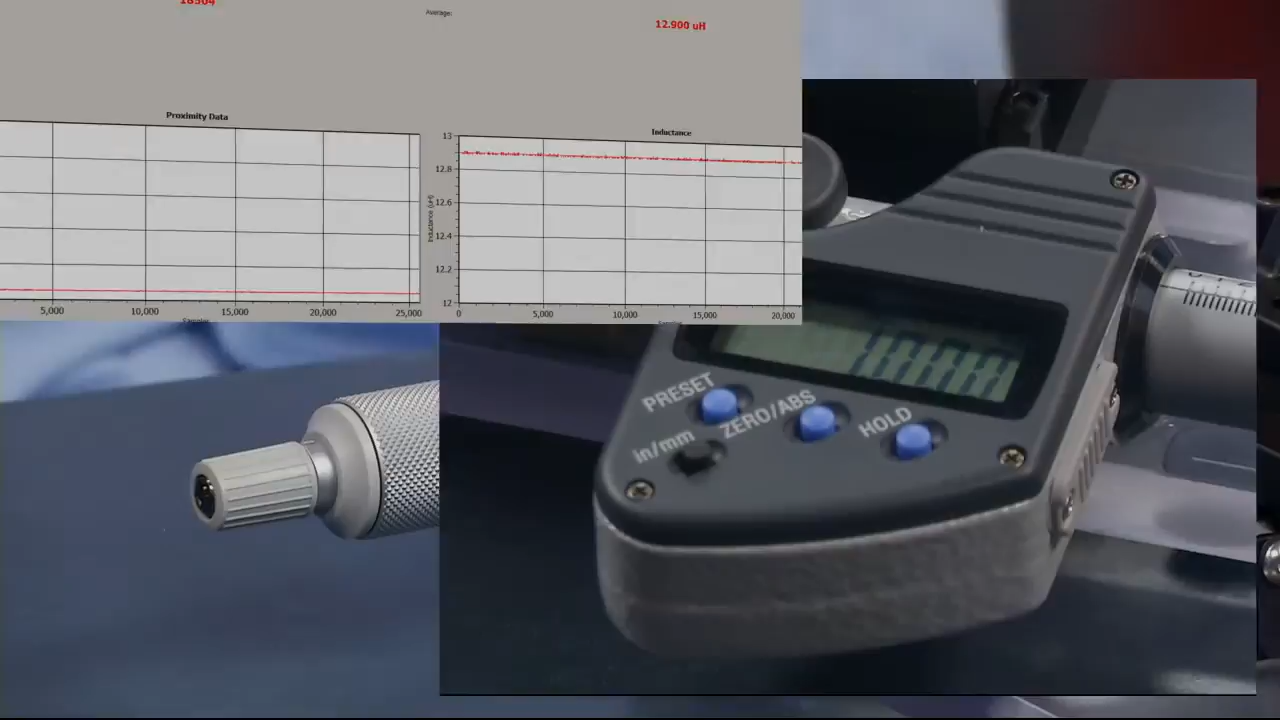 Average:
12.900 uH
Proximity Data
Inductance
13
12.8
12.6
12.4
12.2
12
Inductance (uH)
5,000
10,000
15,000
20,000
25,000
0
5,000
10,000
15,000
20,000
PRESET
ZERO/ABS
HOLD
in/mm